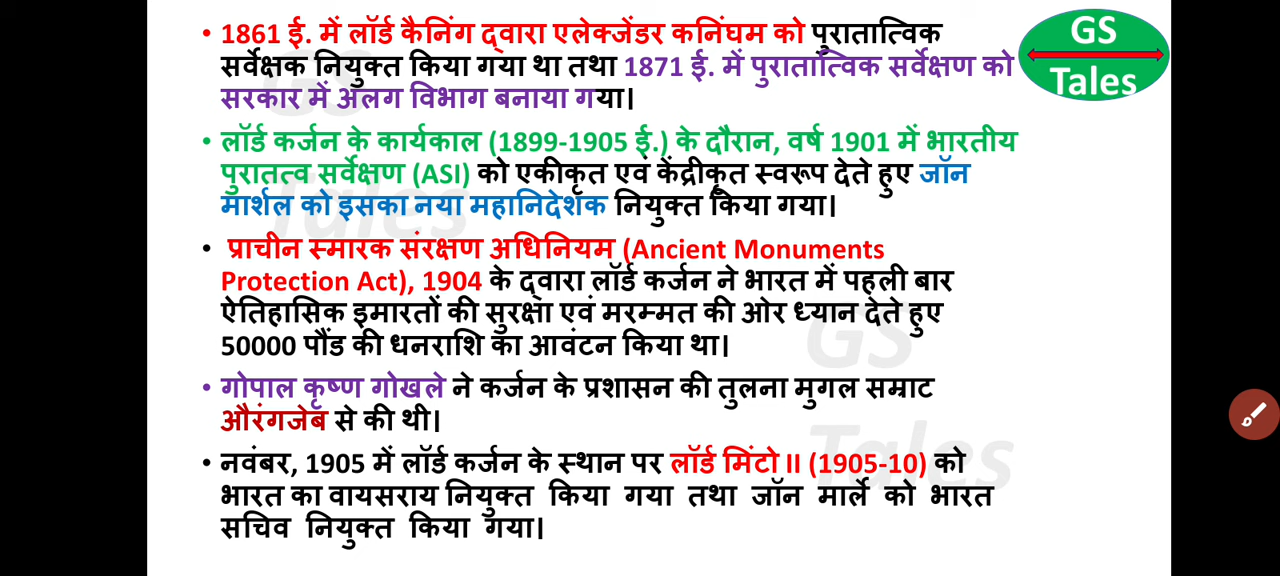 • 1861 ई. में लॉर्ड कैनिंग द्वारा एलेक्जेंडर कनिंघम को पुरातात्विक
सर्वेक्षक नियुक्त किया गया था तथा 1871 ई. में पुरातात्विक सर्वेक्षण को
सरकार में अलग विभाग बनाया गया।
• लॉर्ड कर्जन के कार्यकाल (1899-1905 ई.) के दौरान, वर्ष 1901 में भारतीय
पुरातत्व सर्वेक्षण (ASI) को एकीकृत एवं केंद्रीकृत स्वरूप देते हुए जॉन
मार्शल को इसका नया महानिदेशक नियुक्त किया गया।
• प्राचीन स्मारक संरक्षण अधिनियम (Ancient Monuments
Protection Act), 1904 के द्वारा लॉर्ड कर्जन ने भारत में पहली बार
ऐतिहासिक इमारतों की सुरक्षा एवं मरम्मत की ओर ध्यान देते हुए
50000 पौंड की धनराशि का आवंटन किया था।
• गोपाल कृष्ण गोखले ने कर्जन के प्रशासन की तुलना मुगल सम्राट
औरंगजेब से की थी।
• नवंबर, 1905 में लॉर्ड कर्जन के स्थान पर लॉर्ड मिंटो II (1905-10) को
भारत का वायसराय नियुक्त किया गया तथा जॉन मार्ले को भारत
सचिव नियुक्त किया गया।
GS
Tales
GS
Tales
GS
Tales